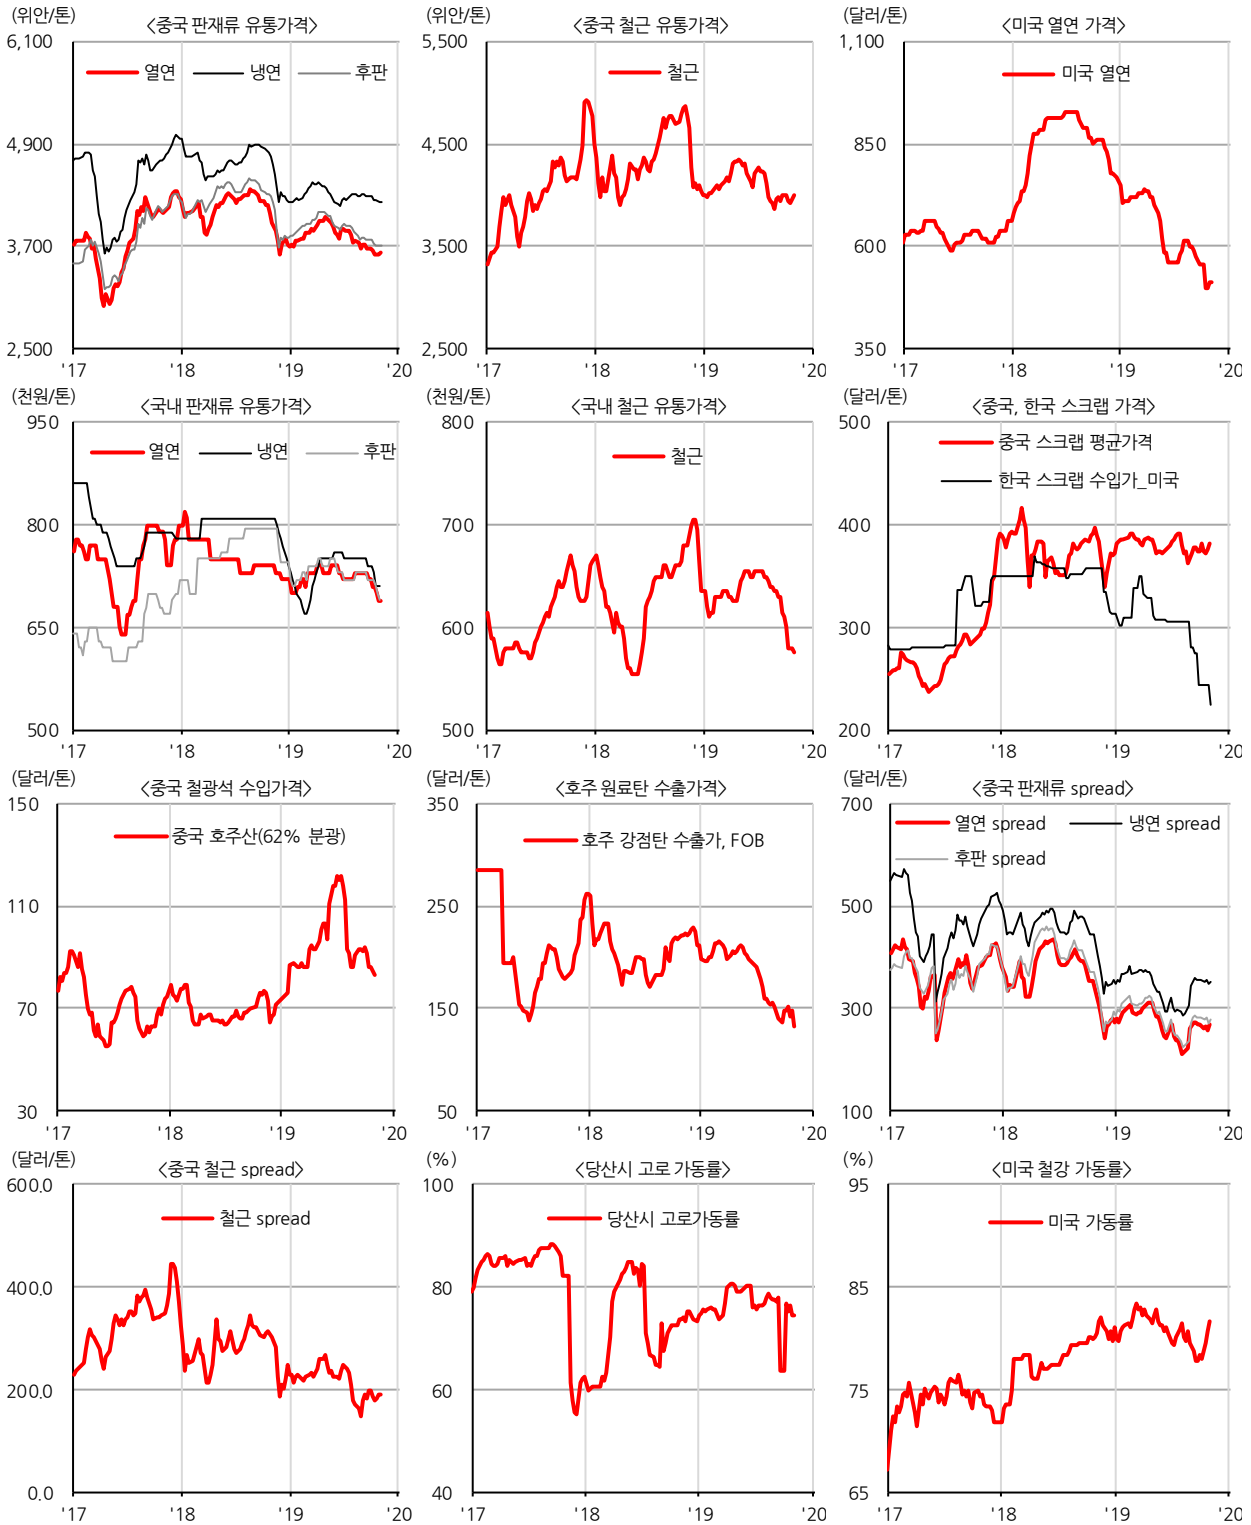 (위안/톤)
<중국 판재류 유통가격>
6,100
열연 냉연 후판
4,900
3,700
2,500
'17 '18 '19 '20
(위안/톤)
<중국 철근 유통가격>
5,500
철근
4,500
3,500
2,500
'17 '18 '19 '20
(달러/톤)
<미국 열연 가격>
1,100
미국 열연
850
600
350
'17 '18 '19 '20
(천원/톤)
<국내 판재류 유통가격>
950
열연 냉연 후판
800
650
500
'17 '18 '19 '20
(천원/톤)
<국내 철근 유통가격>
800
철근
700
600
500
'17 '18 '19 '20
(달러/톤)
<중국, 한국 스크랩 가격>
500
중국 스크랩 평균가격
한국 스크랩 수입가_미국
400
300
200
'17 '18 '19 '20
(달러/톤)
<중국 철광석 수입가격>
150
중국 호주산(62% 분광)
110
70
30
'17 '18 '19 '20
(달러/톤)
<호주 원료탄 수출가격>
350
호주 강점탄 수출가, FOB
250
150
50
'17 '18 '19 '20
(달러/톤)
<중국 판재류 spread>
700
열연 spread 냉연 spread
후판 spread
500
300
100
'17 '18 '19 '20
(달러/톤)
<중국 철근 spread>
600.0
철근 spread
400.0
200.0
0.0
'17 '18 '19 '20
(%)
<당산시 고로 가동률>
100
당산시 고로가동률
80
60
40
'17 '18 '19 '20
(%)
<미국 철강 가동률>
95
미국 가동률
85
75
65
'17 '18 '19 '20